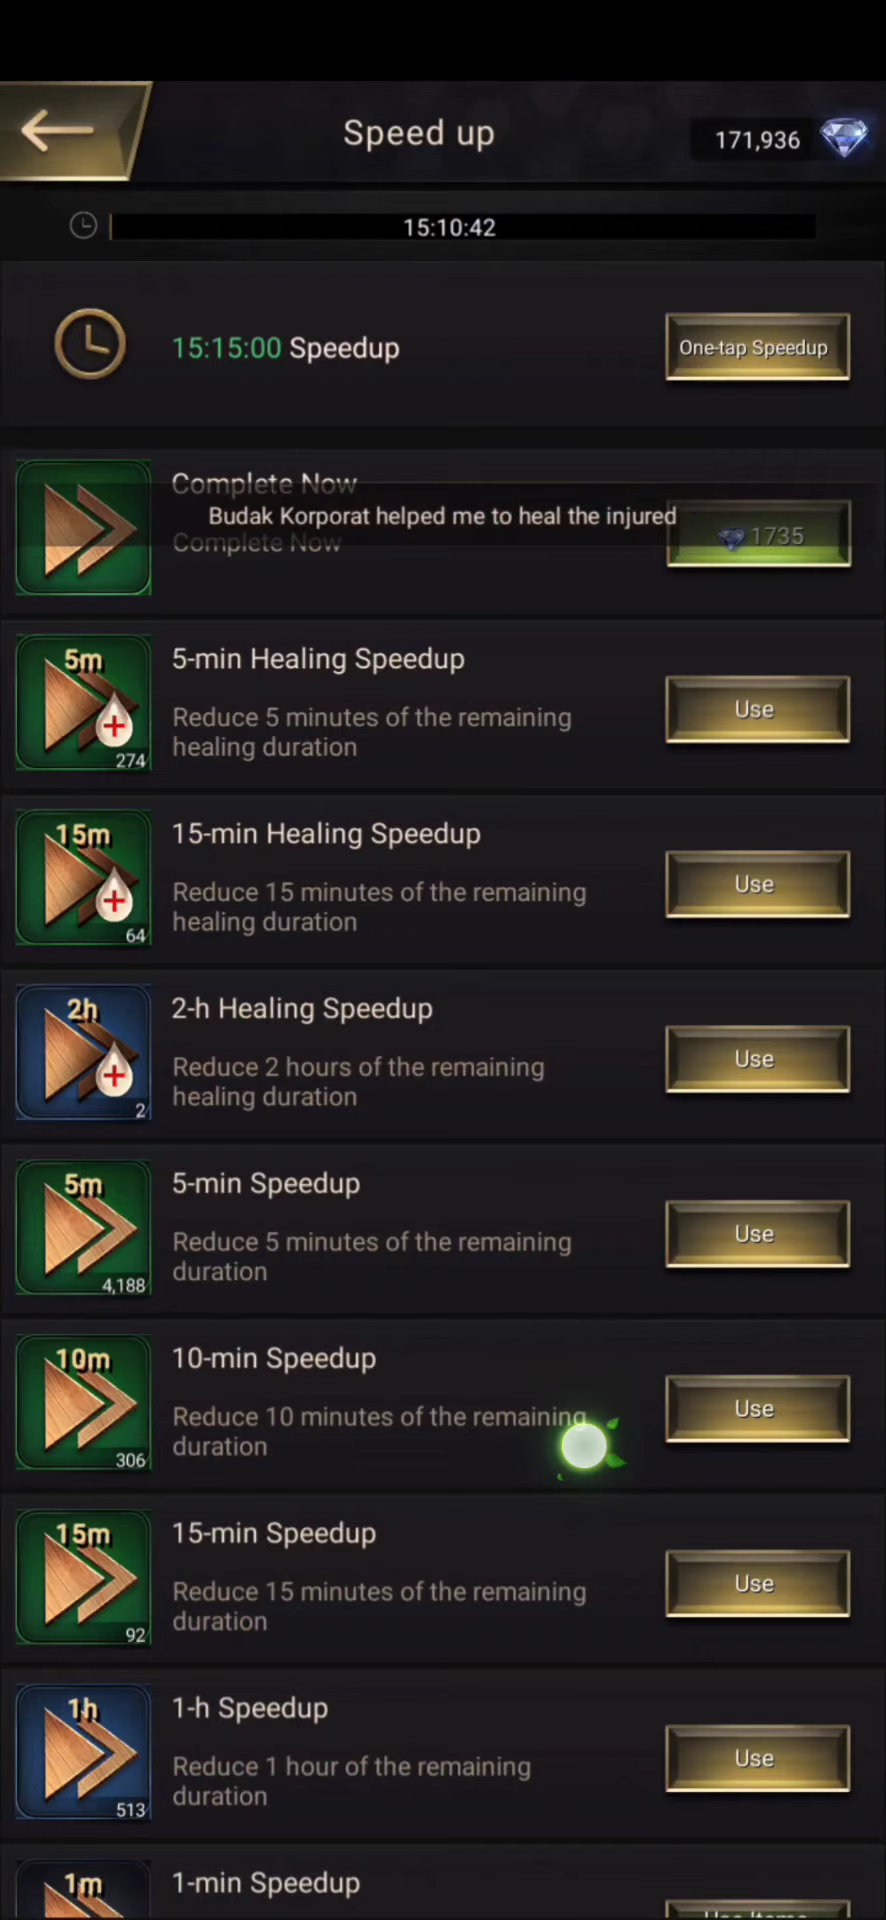 Speed up
171,936
15:10:42
15:15:00 Speedup
One-tap Speedup
Complete Now
Budak Korporat helped me to heal the injured
Complete Now
1735
5m
274
5-min Healing Speedup
Reduce 5 minutes of the remaining
healing duration
Use
15m
64
15-min Healing Speedup
Reduce 15 minutes of the remaining
healing duration
Use
2h
2
2-h Healing Speedup
Reduce 2 hours of the remaining
healing duration
Use
5m
4,188
5-min Speedup
Reduce 5 minutes of the remaining
duration
Use
10m
306
10-min Speedup
Reduce 10 minutes of the remaining
duration
Use
15m
92
15-min Speedup
Reduce 15 minutes of the remaining
duration
Use
1h
513
1-h Speedup
Reduce 1 hour of the remaining
duration
Use
1m
1-min Speedup
Use Items